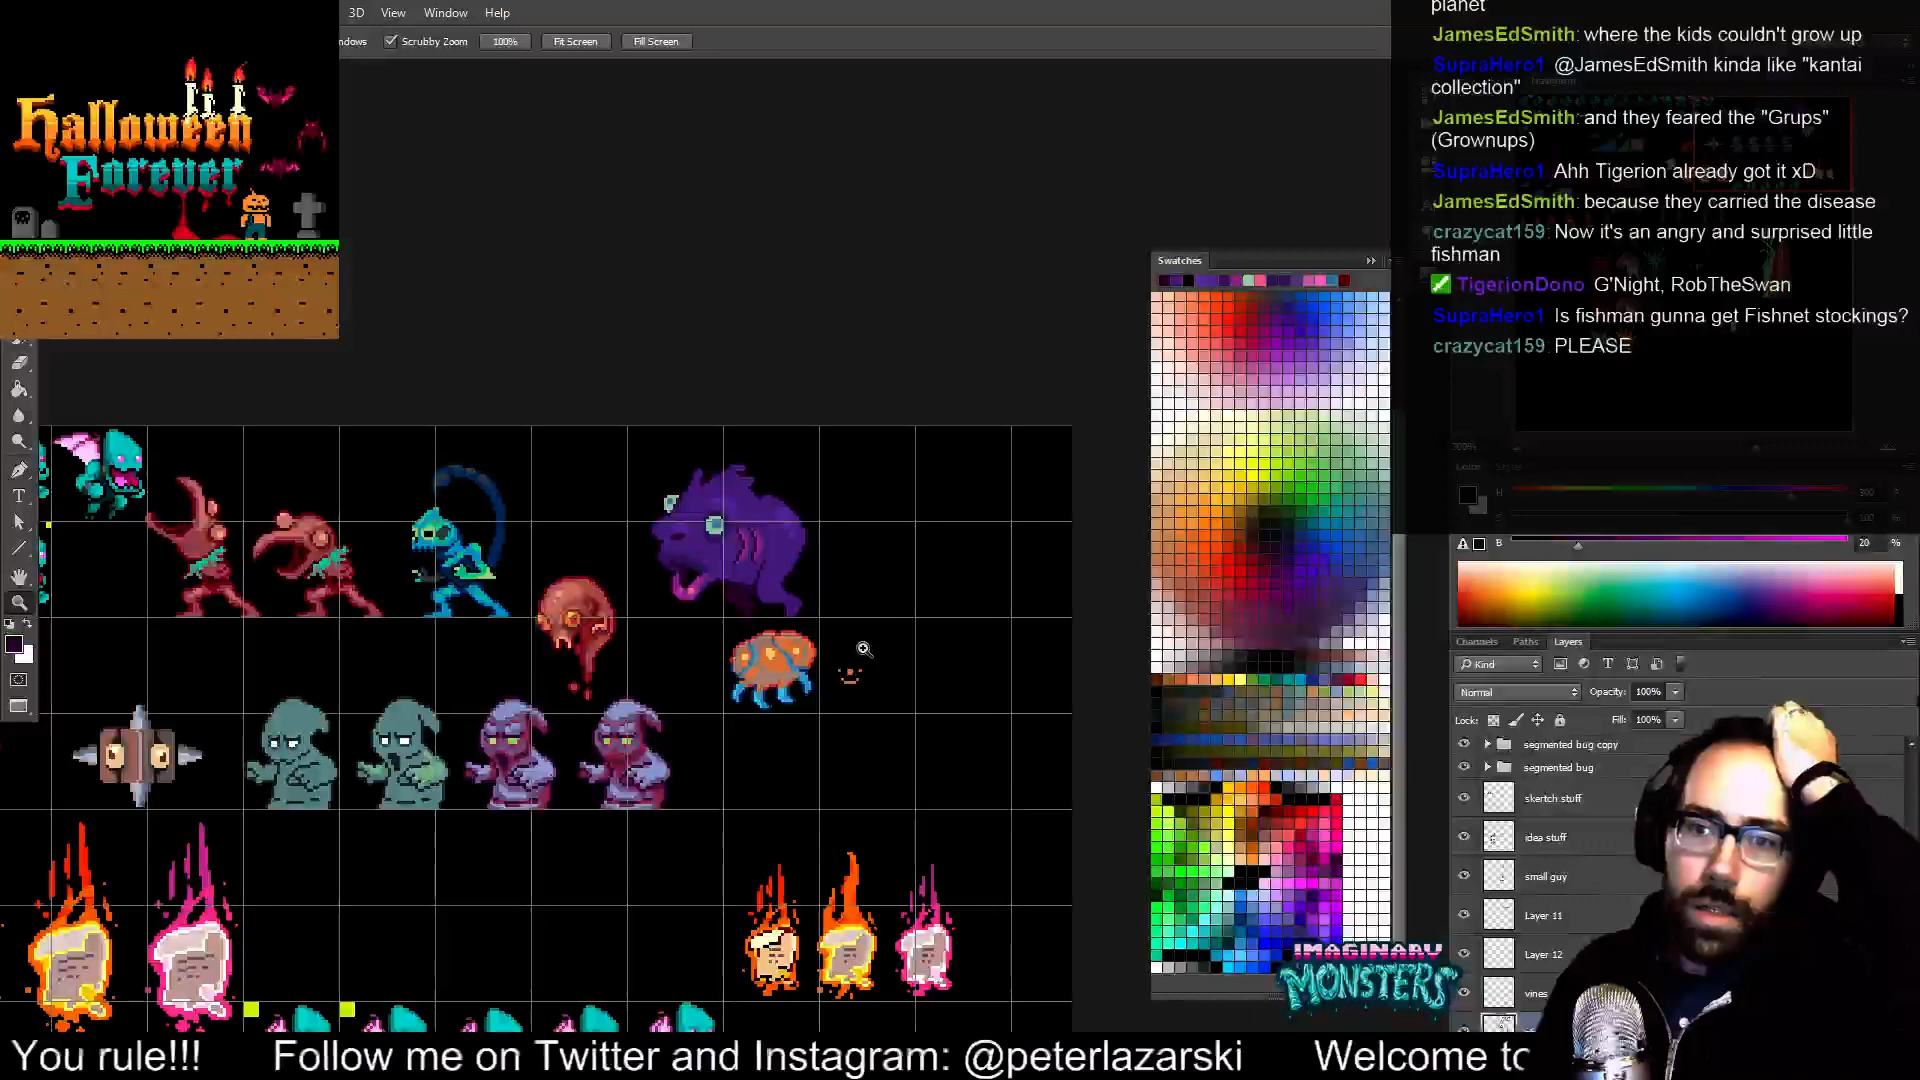 3D View Window Help
ndows Scrubby Zoom 100% Fit Screen Fill Screen
Halloween
Forever
planet
JamesEdSmith: where the kids couldn't grow up
SupraHero1 @JamesEdSmith kinda like "kantai
collection"
JamesEdSmith: and they feared the "Grups"
(Grownups)
SupraHero1 Ahh Tigerion already got it xD
JamesEdSmith: because they carried the disease
crazycat159: Now it's an angry and surprised little
fishman
TigerionDono G'Night, RobTheSwan
SupraHero1 Is fishman gunna get Fishnet stockings?
crazycat159: PLEASE
Swatches
Color
H 300
100 %
B 20 %
Channels Paths Layers
Kind
Normal Opacity: 100%
Lock: Fill: 100%
segmented bug copy
segmented bug
skertch stuff
idea stuff
small guy
Layer 11
Layer 12
vines
IMAGINARY
MONSTERS
You rule!!! Follow me on Twitter and Instagram: @peterlazarski Welcome to